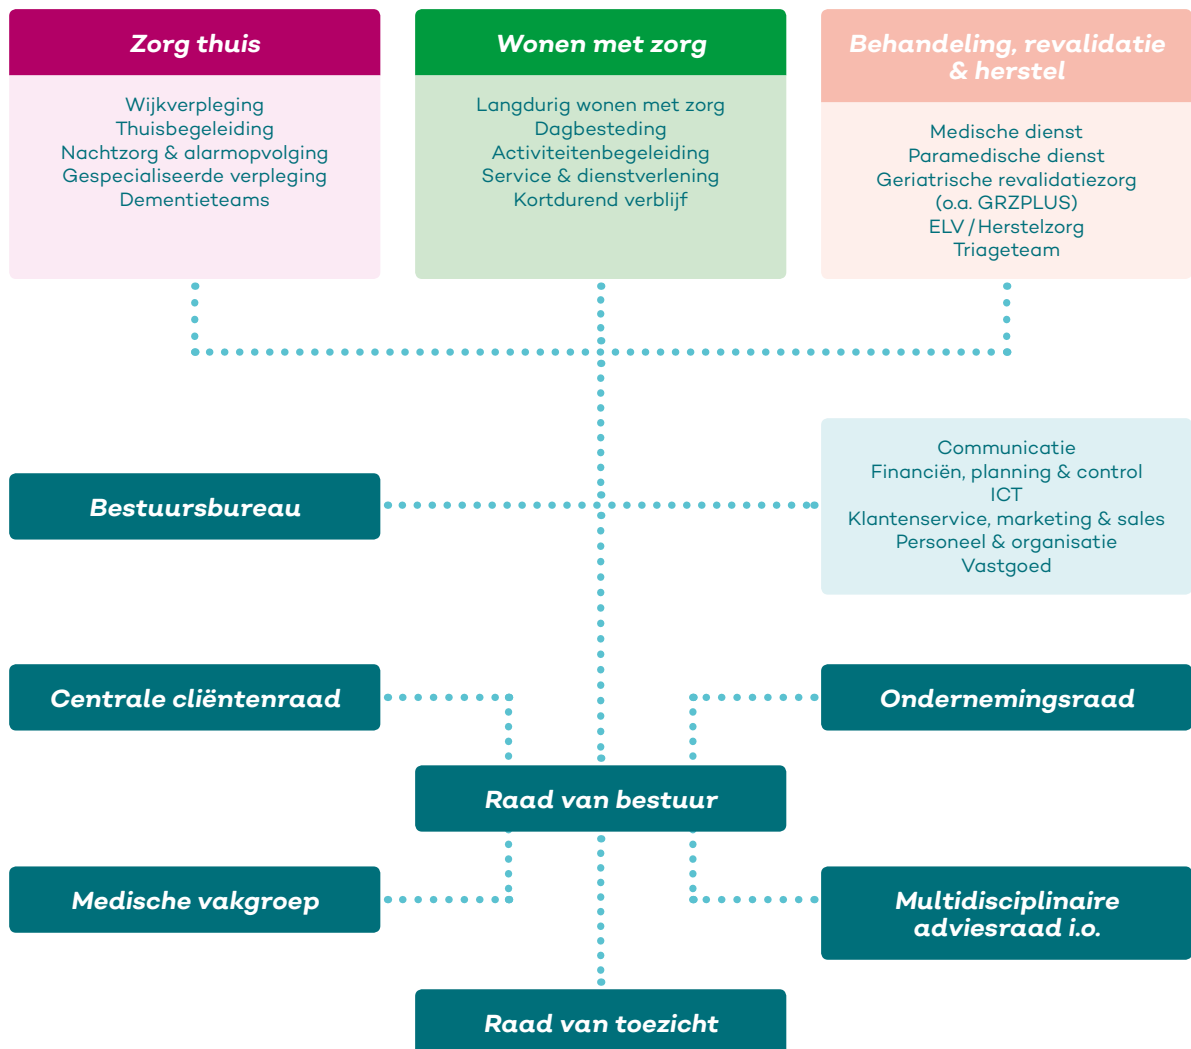 Zorg thuis
Wijkverpleging
Thuisbegeleiding
Nachtzorg & alarmopvolging
Gespecialiseerde verpleging
Dementieteams
Wonen met zorg
Langdurig wonen met zorg
Dagbesteding
Activiteitenbegeleiding
Service & dienstverlening
Kortdurend verblijf
Behandeling, revalidatie
& herstel
Medische dienst
Paramedische dienst
Geriatrische revalidatiezorg
(o.a. GRZPLUS)
ELV / Herstelzorg
Triageteam
Bestuursbureau
Communicatie
Financiën, planning & control
ICT
Klantenservice, marketing & sales
Personeel & organisatie
Vastgoed
Centrale cliëntenraad
Ondernemingsraad
Raad van bestuur
Medische vakgroep
Multidisciplinaire
adviesraad i.o.
Raad van toezicht